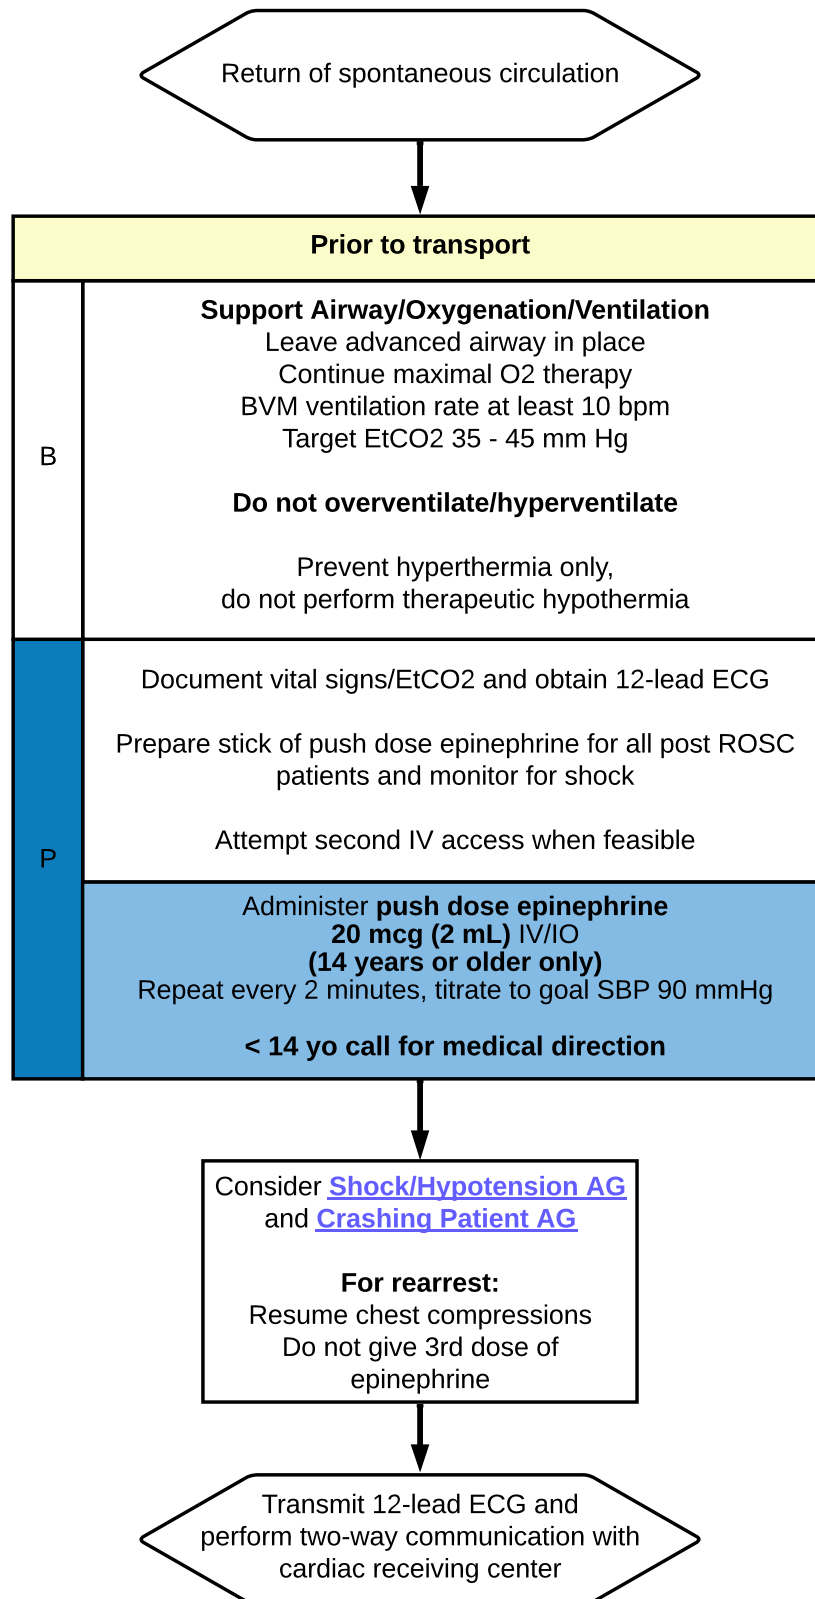 Return of spontaneous circulation
Prior to transport
B
Support Airway/Oxygenation/Ventilation
Leave advanced airway in place
Continue maximal O2 therapy
BVM ventilation rate at least 10 bpm
Target EtCO2 35 - 45 mm Hg
Do not overventilate/hyperventilate
Prevent hyperthermia only,
do not perform therapeutic hypothermia
P
Document vital signs/EtCO2 and obtain 12-lead ECG
Prepare stick of push dose epinephrine for all post ROSC
patients and monitor for shock
Attempt second IV access when feasible
Administer push dose epinephrine
20 mcg (2 mL) IV/IO
(14 years or older only)
Repeat every 2 minutes, titrate to goal SBP 90 mmHg
< 14 yo call for medical direction
Consider Shock/Hypotension AG
and Crashing Patient AG
For rearrest:
Resume chest compressions
Do not give 3rd dose of
epinephrine
Transmit 12-lead ECG and
perform two-way communication with
cardiac receiving center